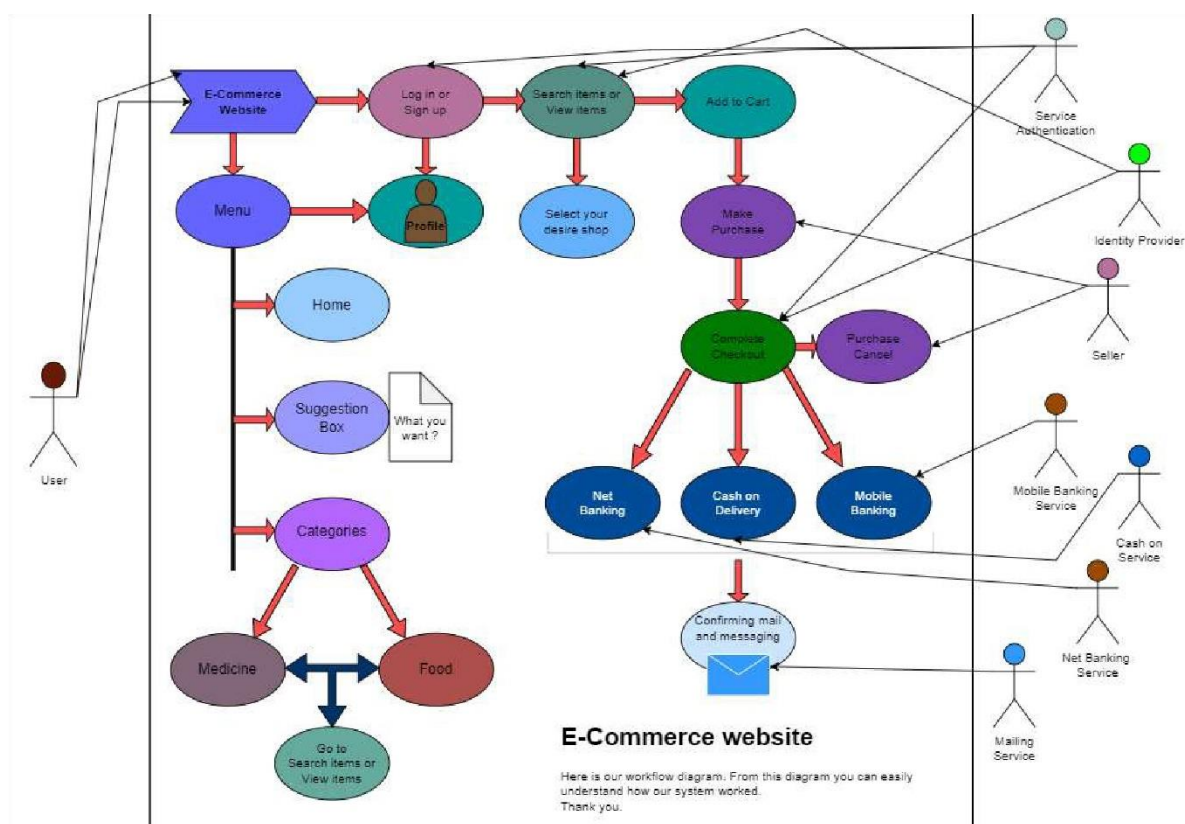 E-Commerce
Website
Log in or
Sign up
Search items or
View items
Add to Cart
Service
Authentication
Menu
Profile
Select your
desire shop
Make
Purchase
Identity Provider
Home
Complete
Checkout
Purchase
Cancel
Seller
Suggestion
Box
What you
want ?
User
Net
Banking
Cash on
Delivery
Mobile
Banking
Mobile Banking
Service
Categories
Cash on
Service
Confirming mail
and messaging
Medicine
Food
Net Banking
Service
Go to
Search items or
View items
Mailing
Service
E-Commerce website
Here is our workflow diagram. From this diagram you can easily
understand how our system worked.
Thank you.